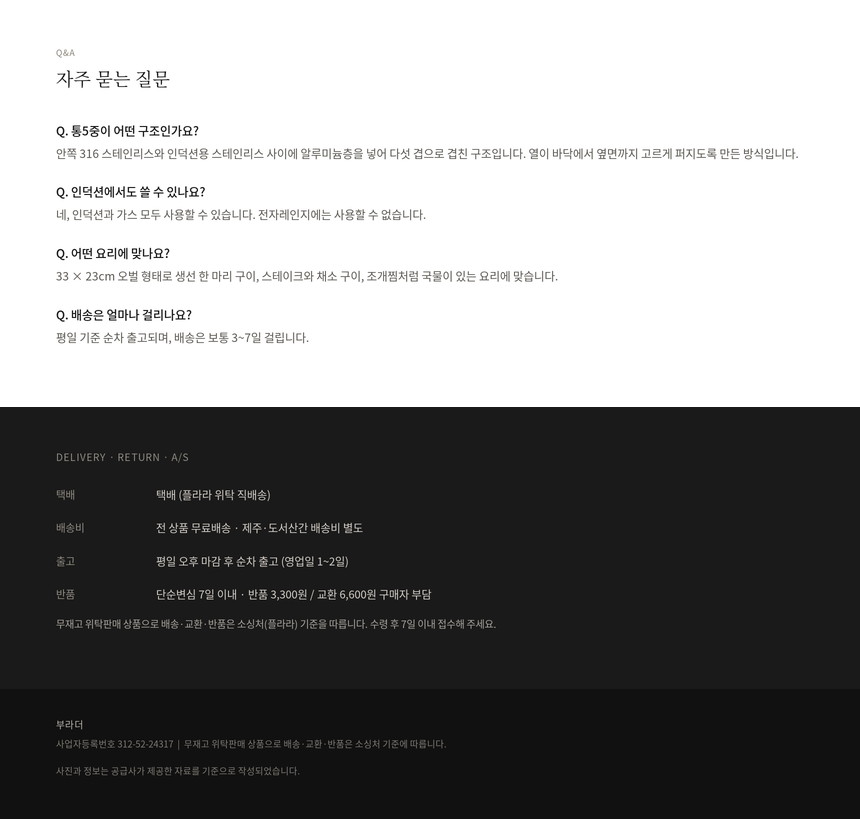 Q&A
자주 묻는 질문
Q. 통5중이 어떤 구조인가요?
안쪽 316 스테인리스와 인덕션용 스테인리스 사이에 알루미늄층을 넣어 다섯 겹으로 겹친 구조입니다. 열이 바닥에서 옆면까지 고르게 퍼지도록 만든 방식입니다.
Q. 인덕션에서도 쓸 수 있나요?
네, 인덕션과 가스 모두 사용할 수 있습니다. 전자레인지에는 사용할 수 없습니다.
Q. 어떤 요리에 맞나요?
33 × 23cm 오벌 형태로 생선 한 마리 구이, 스테이크와 채소 구이, 조개찜처럼 국물이 있는 요리에 맞습니다.
Q. 배송은 얼마나 걸리나요?
평일 기준 순차 출고되며, 배송은 보통 3~7일 걸립니다.
DELIVERY · RETURN · A/S
택배 택배 (플라라 위탁 직배송)
배송비 전 상품 무료배송 · 제주·도서산간 배송비 별도
출고 평일 오후 마감 후 순차 출고 (영업일 1~2일)
반품 단순변심 7일 이내 · 반품 3,300원 / 교환 6,600원 구매자 부담
무재고 위탁판매 상품으로 배송·교환·반품은 소싱처(플라라) 기준을 따릅니다. 수령 후 7일 이내 접수해 주세요.
부라더
사업자등록번호 312-52-24317 | 무재고 위탁판매 상품으로 배송·교환·반품은 소싱처 기준에 따릅니다.
사진과 정보는 공급사가 제공한 자료를 기준으로 작성되었습니다.